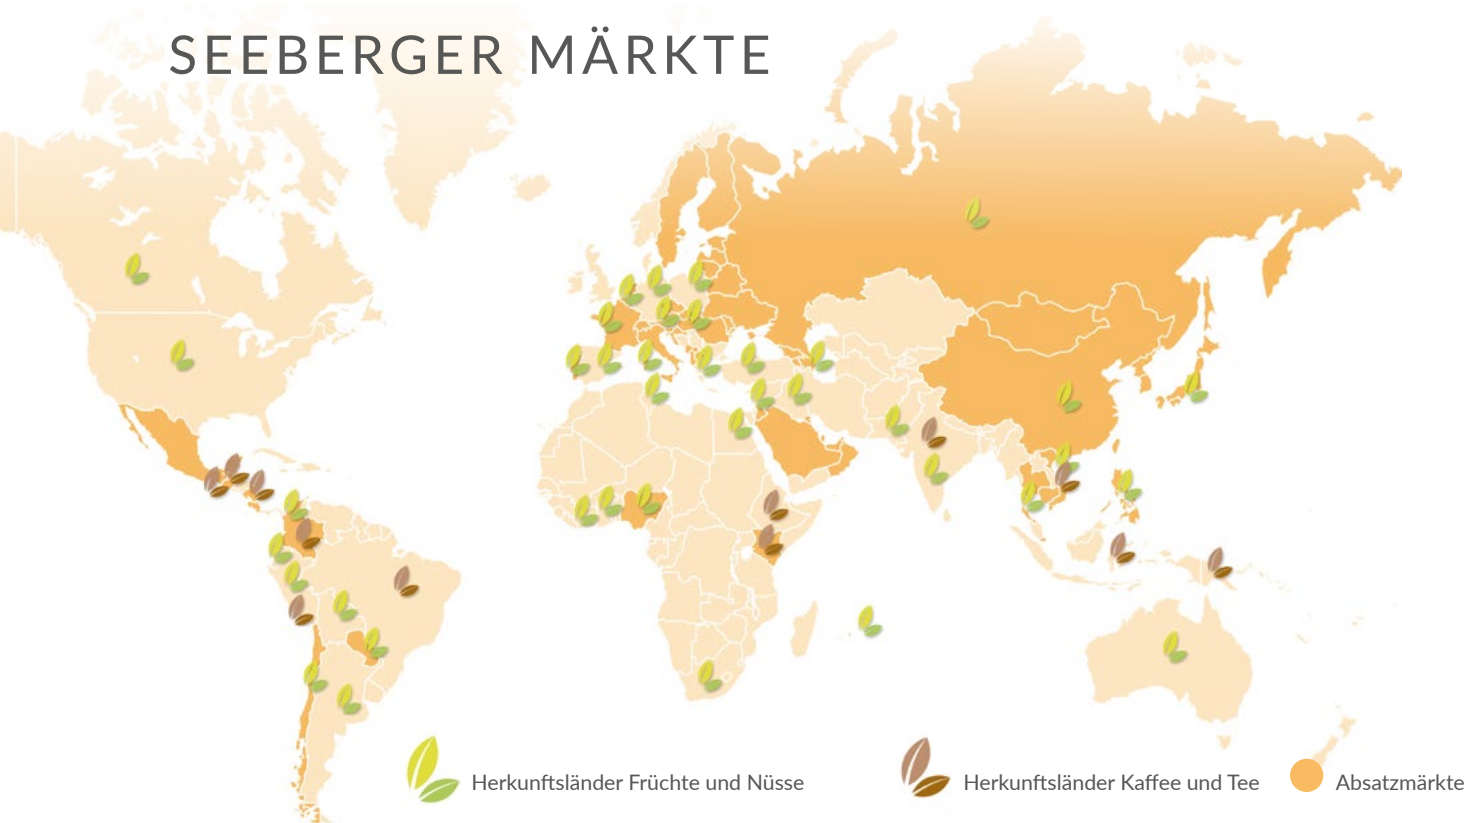 SEEBERGER MÄRKTE
Herkunftsländer Früchte und Nüsse
Herkunftsländer Kaffee und Tee
Absatzmärkte